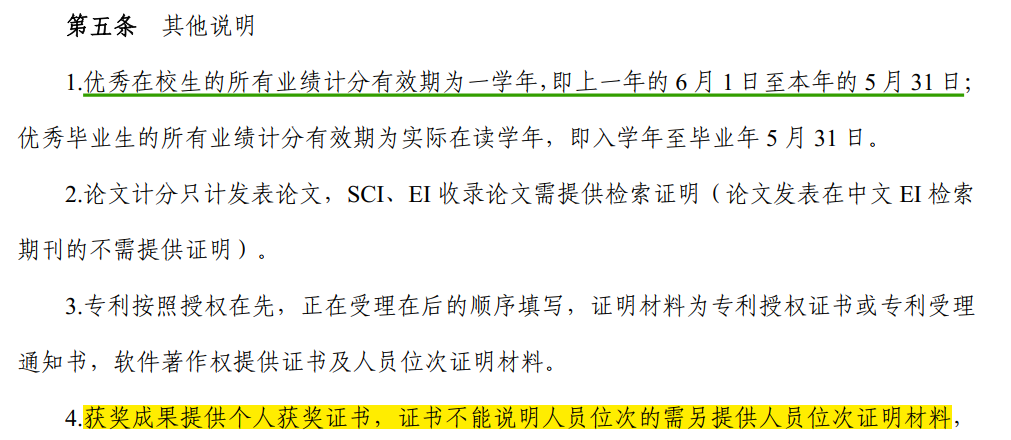 第五条 其他说明
1.优秀在校生的所有业绩计分有效期为一学年,即上一年的 6 月 1 日至本年的 5 月 31 日；
优秀毕业生的所有业绩计分有效期为实际在读学年，即入学年至毕业年 5 月 31 日。
2.论文计分只计发表论文，SCI、EI 收录论文需提供检索证明（论文发表在中文 EI 检索
期刊的不需提供证明）。
3.专利按照授权在先，正在受理在后的顺序填写，证明材料为专利授权证书或专利受理
通知书，软件著作权提供证书及人员位次证明材料。
4.获奖成果提供个人获奖证书，证书不能说明人员位次的需另提供人员位次证明材料，